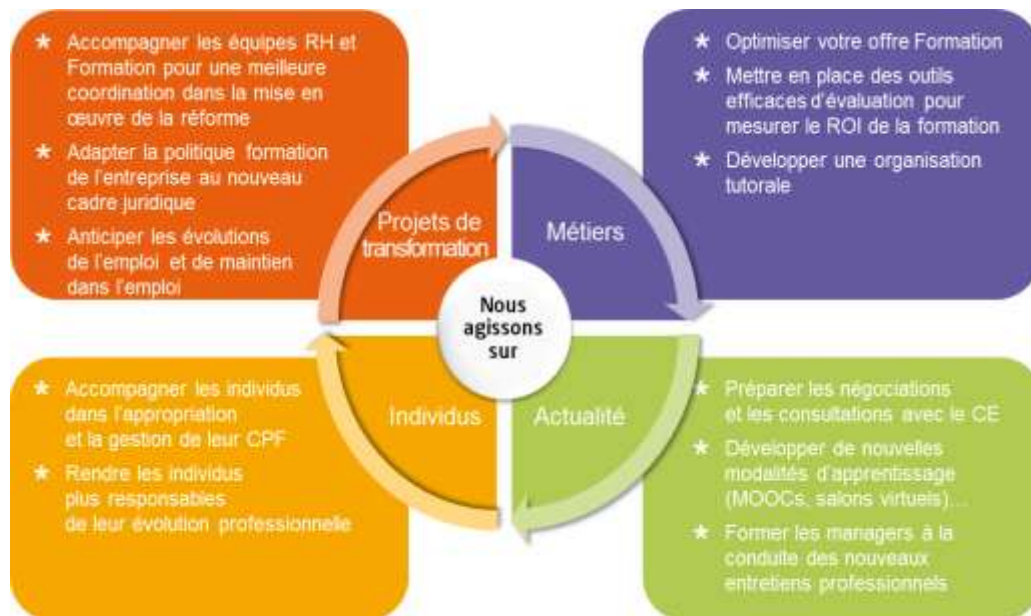 ★ Accompagner les équipes RH et
Formation pour une meilleure
coordination dans la mise en
œuvre de la réforme
★ Adapter la politique formation
de l'entreprise au nouveau
cadre juridique
★ Anticiper les évolutions
de l'emploi et de maintien
dans l'emploi
★ Optimiser votre offre Formation
★ Mettre en place des outils
efficaces d'évaluation pour
mesurer le ROI de la formation
★ Développer une organisation
tutorale
Projets de
transformation
Métiers
Nous
agissons
sur
Individus
Actualité
★ Accompagner les individus
dans l'appropriation
et la gestion de leur CPF
★ Rendre les individus
plus responsables
de leur évolution professionnelle
★ Préparer les négociations
et les consultations avec le CE
★ Développer de nouvelles
modalités d'apprentissage
(MOOCs, salons virtuels)…
★ Former les managers à la
conduite des nouveaux
entretiens professionnels